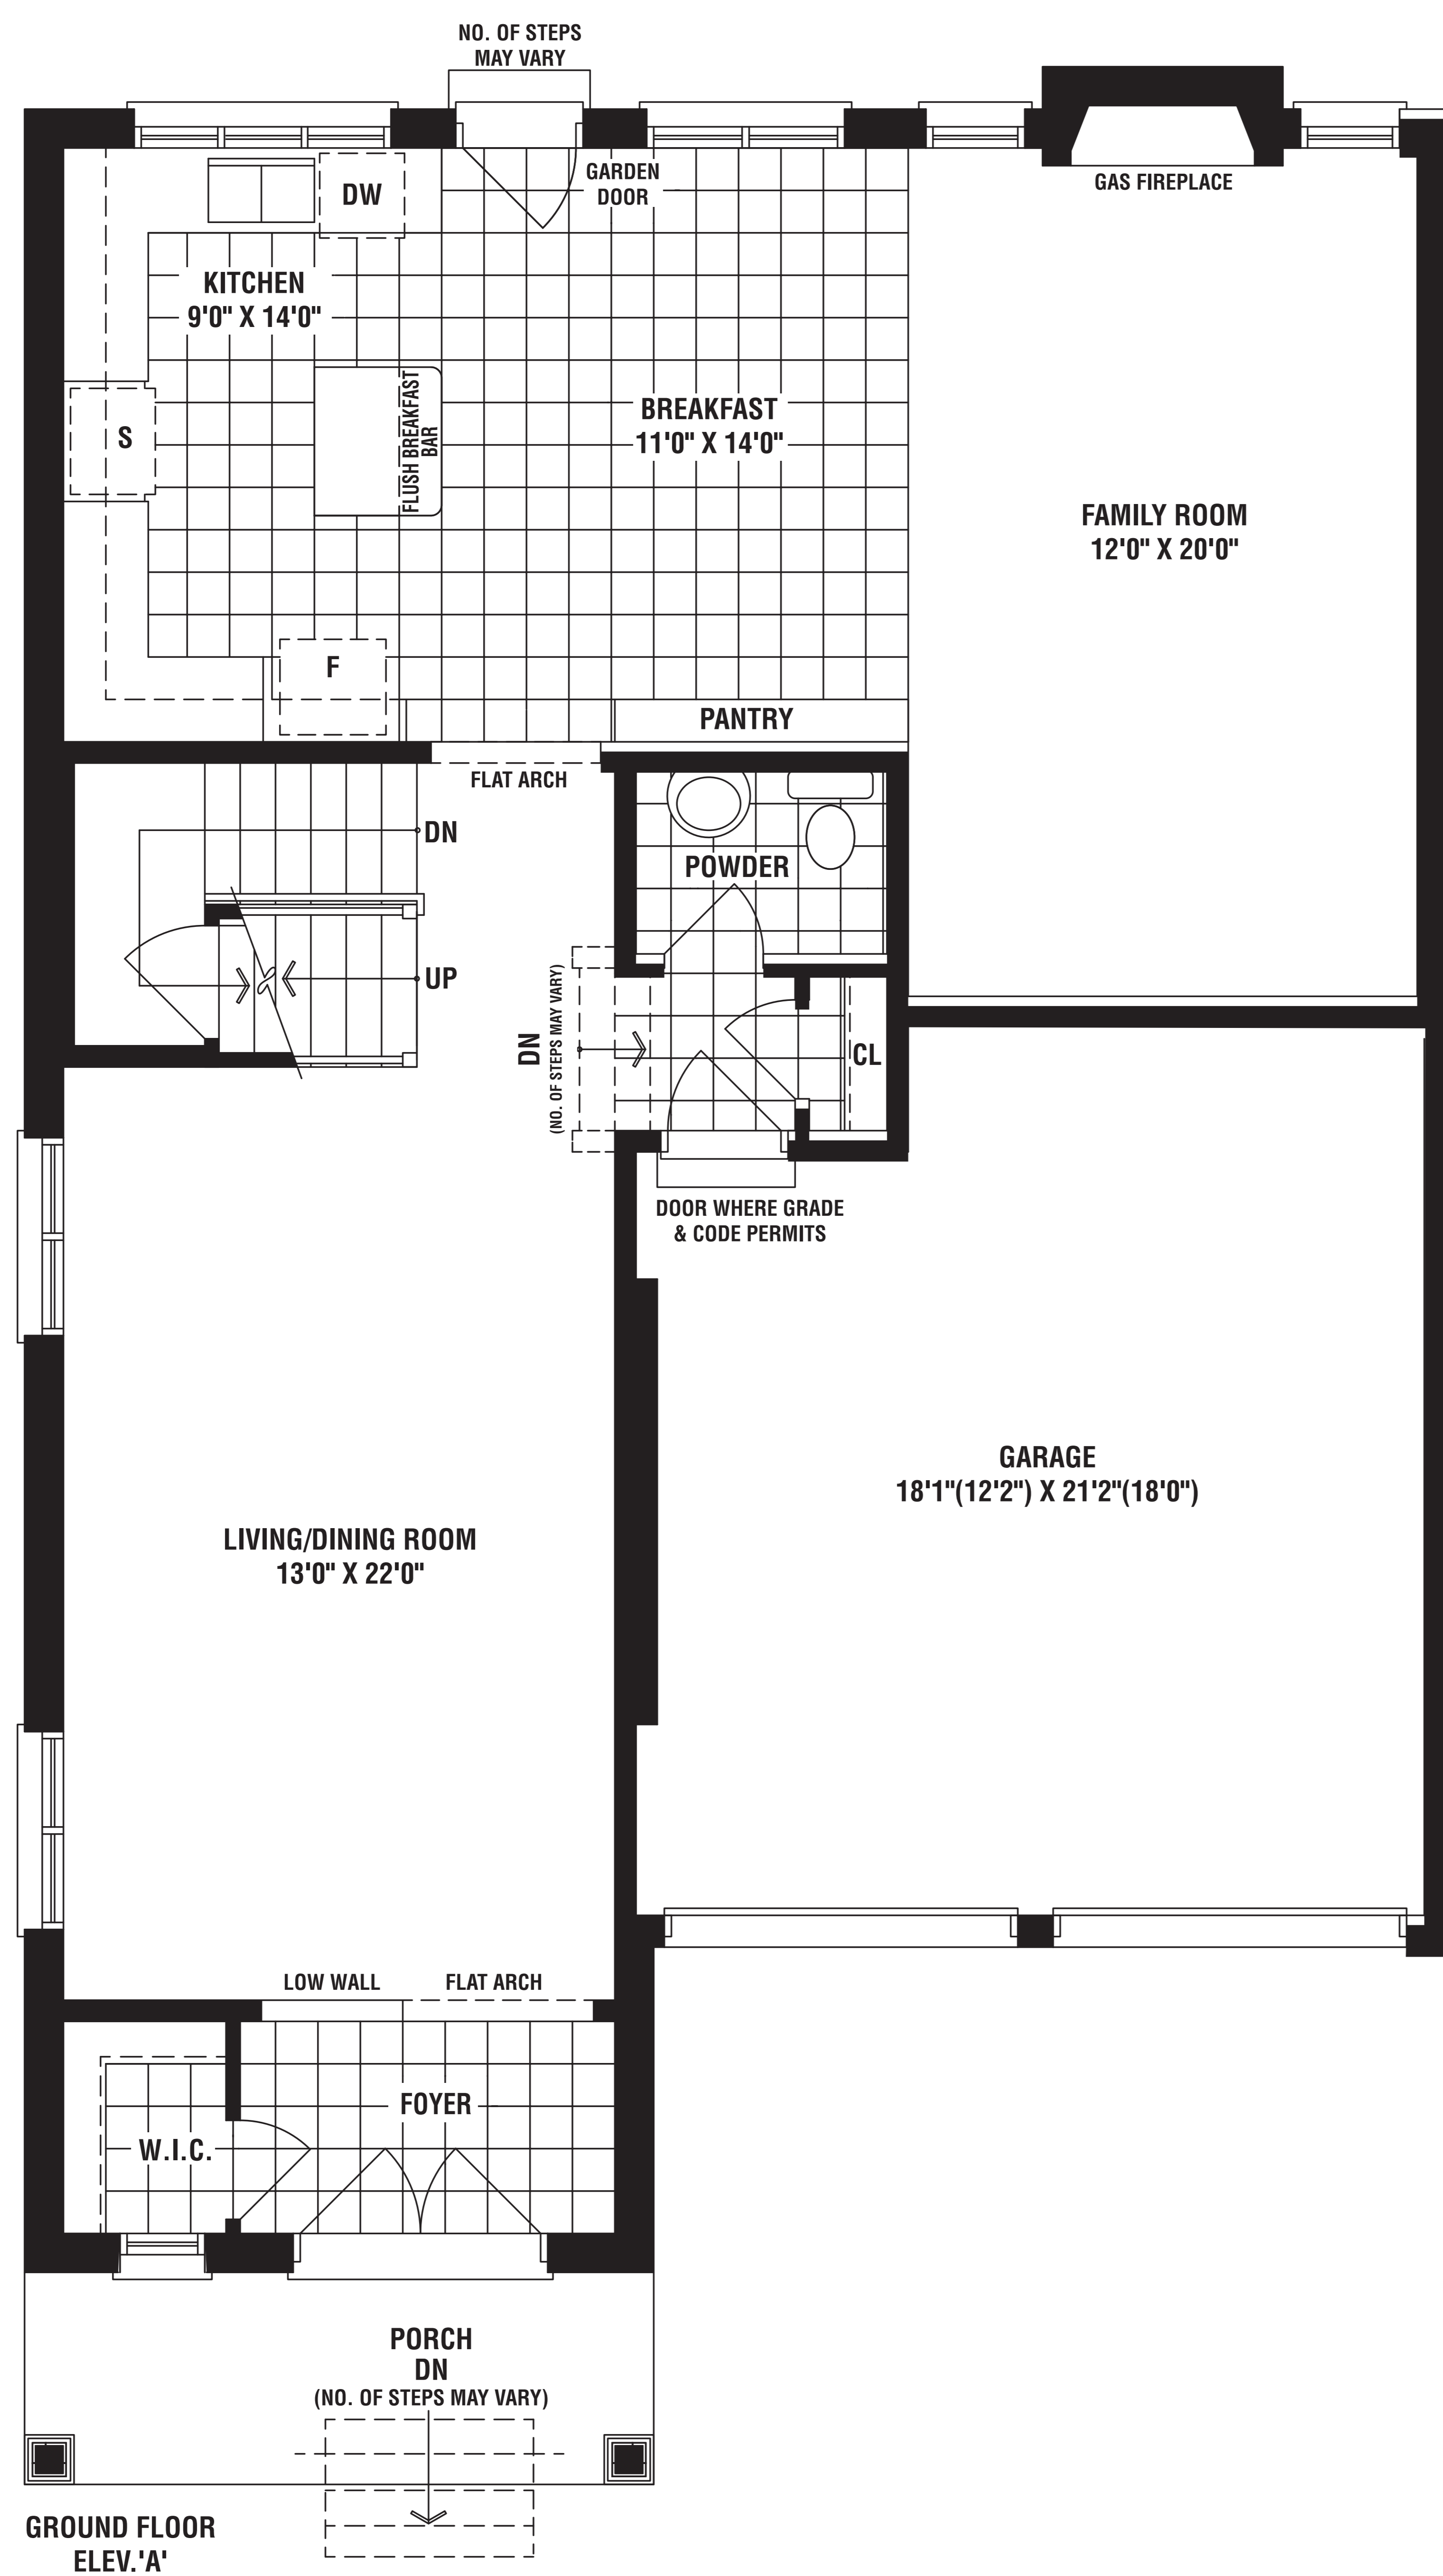 NO. OF STEPS
MAY VARY
GARDEN
DOOR
GAS FIREPLACE
DW
KITCHEN
9'0" X 14'0"
FLUSH BREAKFAST
BAR
BREAKFAST
11'0" X 14'0"
S
FAMILY ROOM
12'0" X 20'0"
F
PANTRY
FLAT ARCH
DN
POWDER
UP
DN
(NO. OF STEPS MAY VARY)
CL
DOOR WHERE GRADE
& CODE PERMITS
GARAGE
18'1"(12'2") X 21'2"(18'0")
LIVING/DINING ROOM
13'0" X 22'0"
LOW WALL
FLAT ARCH
FOYER
W.I.C.
PORCH
DN
(NO. OF STEPS MAY VARY)
GROUND FLOOR
ELEV.'A'